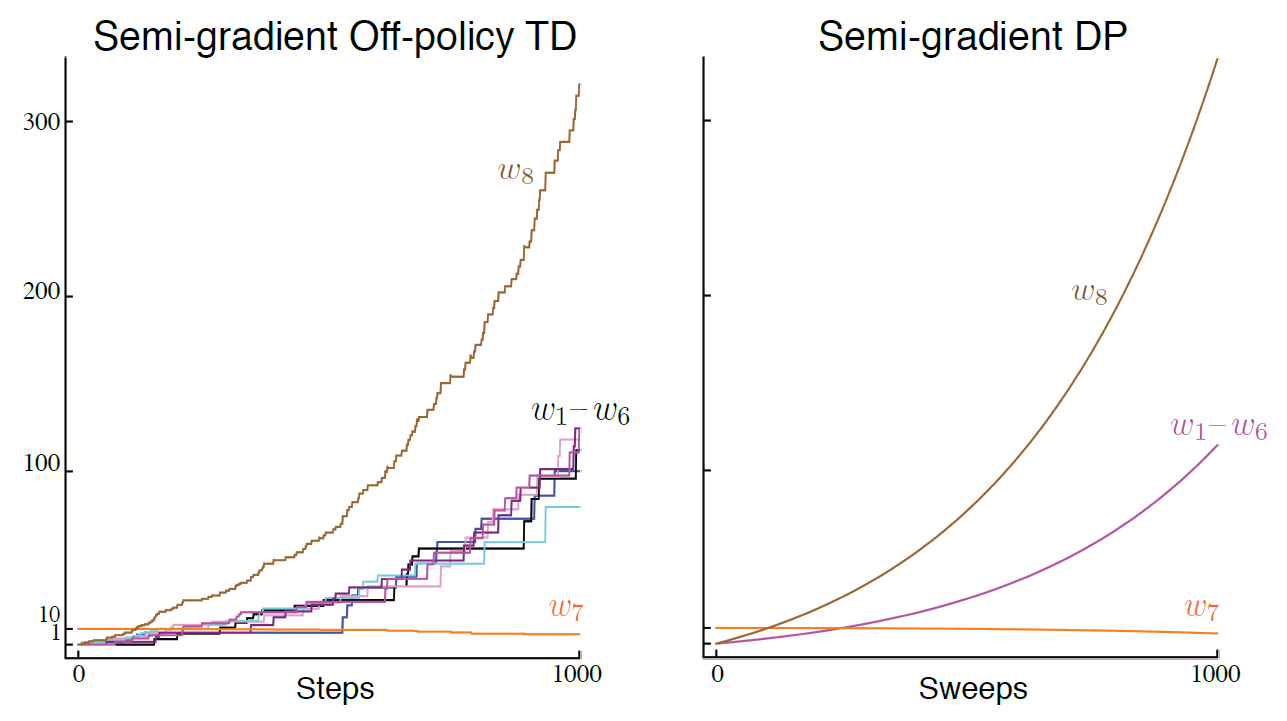 Semi-gradient Off-policy TD
300
200
100
10
1
w₈
w₁– w₆
w₇
0
1000
Steps
Semi-gradient DP
w₈
w₁– w₆
w₇
0
1000
Sweeps